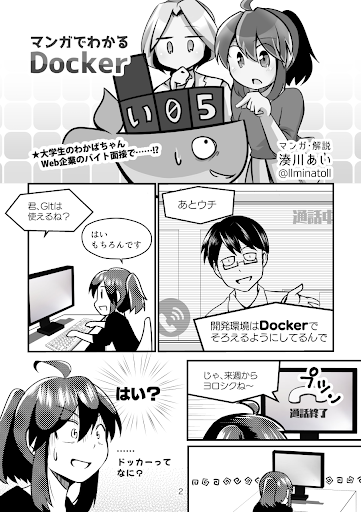 マンガでわかる
Docker
い05
★大学生のわかばちゃん
Web企業のバイト面接で……!?
マンガ・解説
湊川あい
@llminatoll
君、Gitは
使えるね?
はい
もちろんです
あとウチ
通話中
開発環境はDockerで
そろえるようにしてるんで
はい?
……
ドッカーって
なに?
じゃ、来週から
ヨロシクね〜
プツッ
通話終了
2